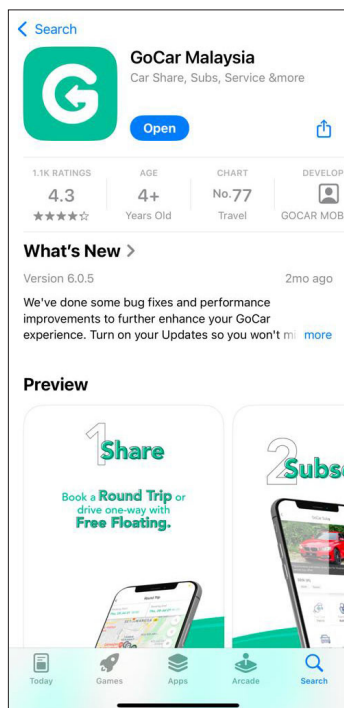 Search
GoCar Malaysia
Car Share, Subs, Service &more
Open
1.1K RATINGS
4.3
AGE
4+
Years Old
CHART
No.77
Travel
DEVELOP
GOCAR MOB
What's New
Version 6.0.5 2mo ago
We've done some bug fixes and performance
improvements to further enhance your GoCar
experience. Turn on your Updates so you won't mi more
Preview
1 Share
Book a Round Trip or
drive one-way with
Free Floating.
Round Trip
2 Subs
Today
Games
Apps
Arcade
Search